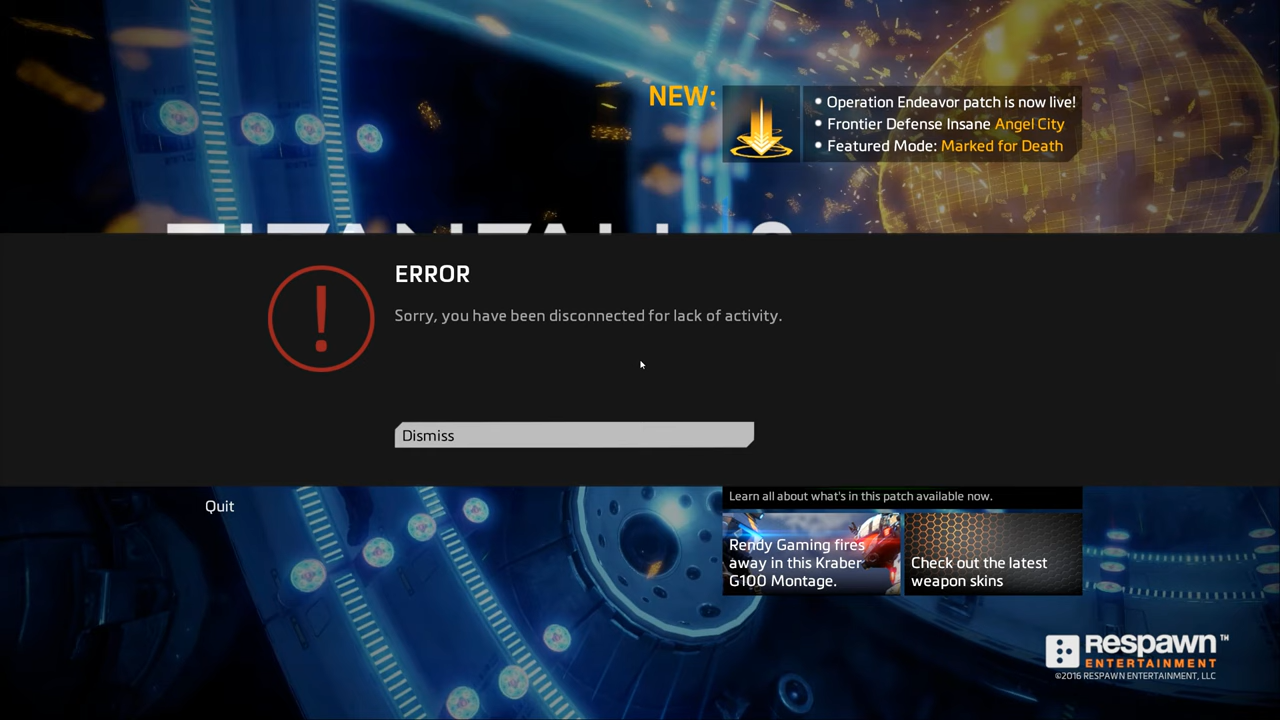 NEW:
• Operation Endeavor patch is now live!
• Frontier Defense Insane Angel City
• Featured Mode: Marked for Death
TITANFALL 2
ERROR
Sorry, you have been disconnected for lack of activity.
Dismiss
Quit
Learn all about what's in this patch available now.
Rendy Gaming fires
away in this Kraber
G100 Montage.
Check out the latest
weapon skins
Respawn™
ENTERTAINMENT
©2016 RESPAWN ENTERTAINMENT, LLC